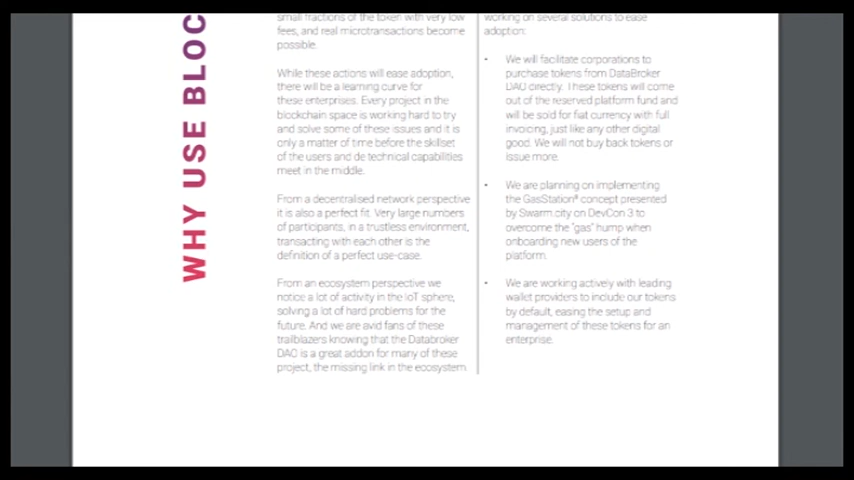 WHY USE BLOC
small fractions of the token with very low
fees, and real microtransactions become
possible.
While these actions will ease adoption,
there will be a learning curve for
these enterprises. Every project in the
blockchain space is working hard to try
and solve some of these issues and it is
only a matter of time before the skillset
of the users and de technical capabilities
meet in the middle.
From a decentralised network perspective
it is also a perfect fit. Very large numbers
of participants, in a trustless environment,
transacting with each other is the
definition of a perfect use-case.
From an ecosystem perspective we
notice a lot of activity in the IoT sphere,
solving a lot of hard problems for the
future. And we are avid fans of these
trailblazers knowing that the Databroker
DAO is a great addon for many of these
project, the missing link in the ecosystem
working on several solutions to ease
adoption:
• We will facilitate corporations to
purchase tokens from DataBroker
DAO directly. These tokens will come
out of the reserved platform fund and
will be sold for fiat currency with full
invoicing, just like any other digital
good. We will not buy back tokens or
issue more.
• We are planning on implementing
the GasStation⁶ concept presented
by Swarm.city on DevCon 3 to
overcome the "gas" hump when
onboarding new users of the
platform.
• We are working actively with leading
wallet providers to include our tokens
by default, easing the setup and
management of these tokens for an
enterprise.